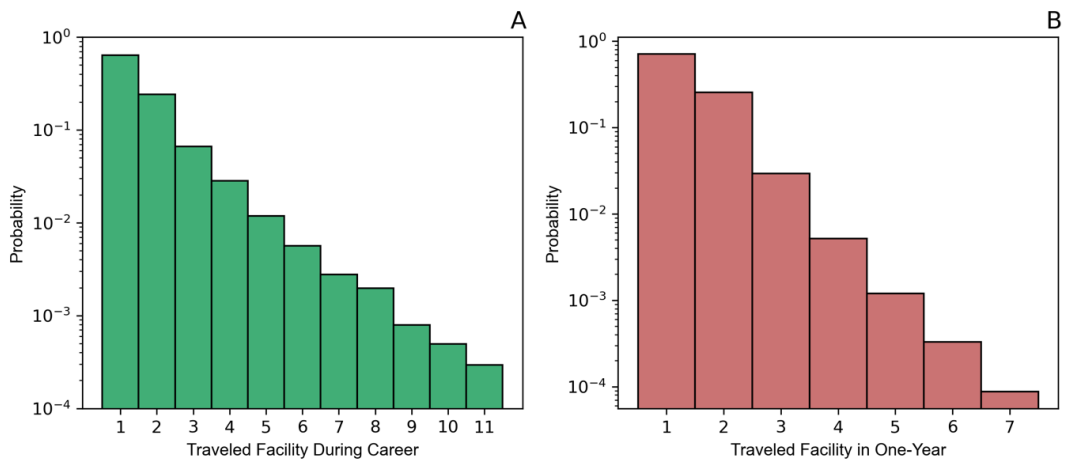 A
Probability
10^0
10^-1
10^-2
10^-3
10^-4
1 2 3 4 5 6 7 8 9 10 11
Traveled Facility During Career
B
Probability
10^0
10^-1
10^-2
10^-3
10^-4
1 2 3 4 5 6 7
Traveled Facility in One-Year